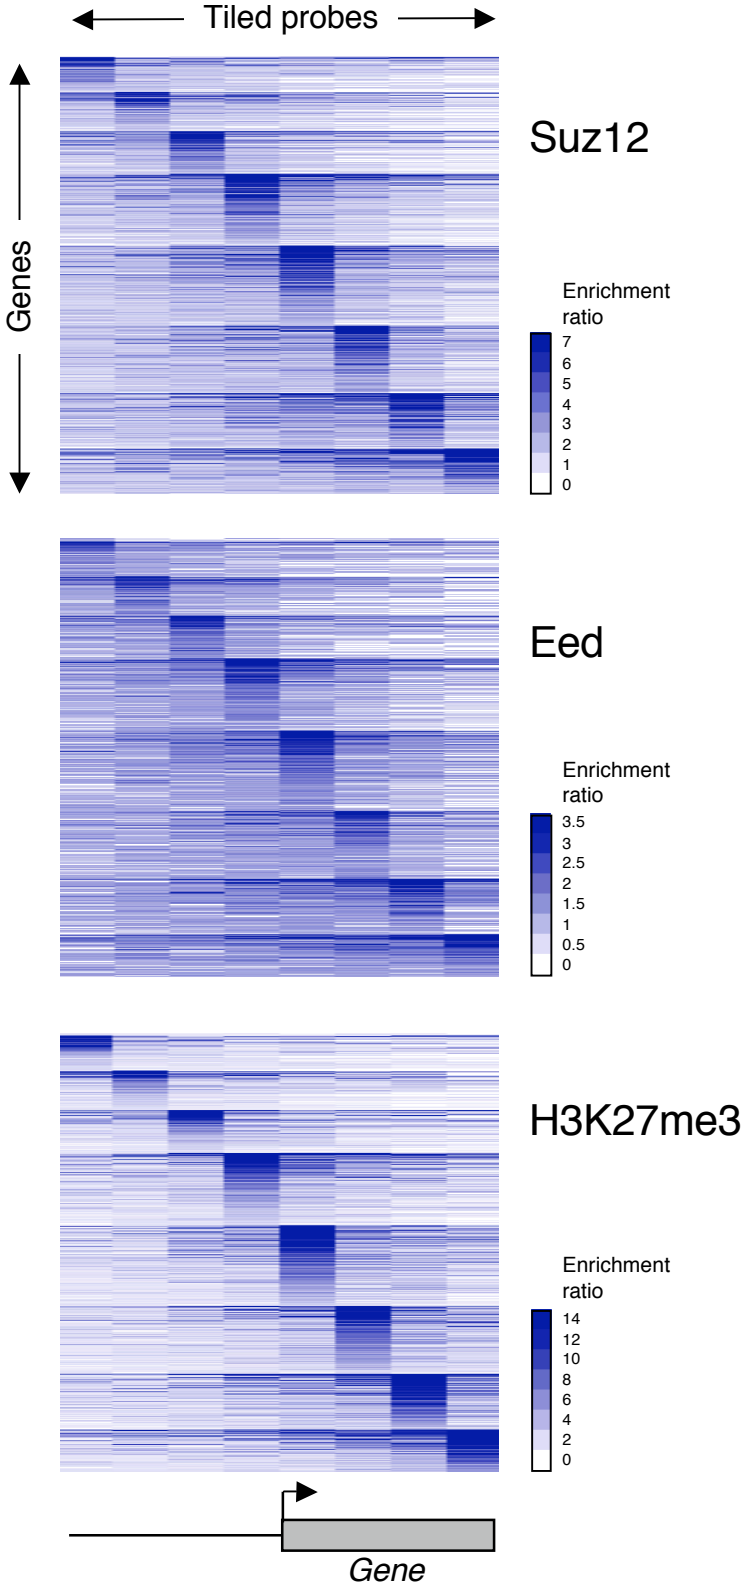 Tiled probes
Genes
Suz12
Enrichment
ratio
7
6
5
4
3
2
1
0
Eed
Enrichment
ratio
3.5
3
2.5
2
1.5
1
0.5
0
H3K27me3
Enrichment
ratio
14
12
10
8
6
4
2
0
Gene